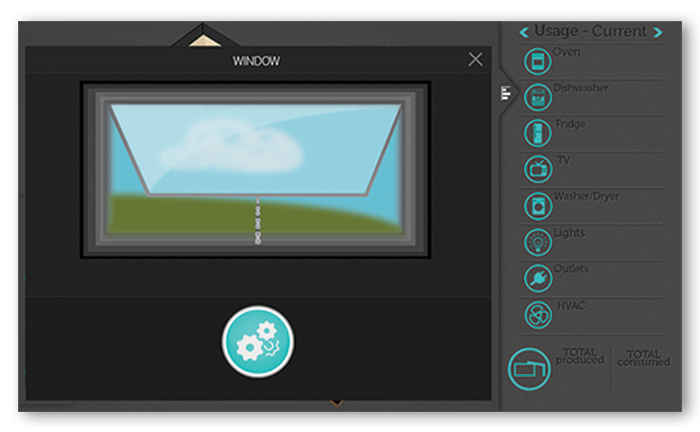 WINDOW
Usage - Current
Oven
Dishwasher
Fridge
TV
Washer/Dryer
Lights
Outlets
HVAC
TOTAL
produced
TOTAL
consumed